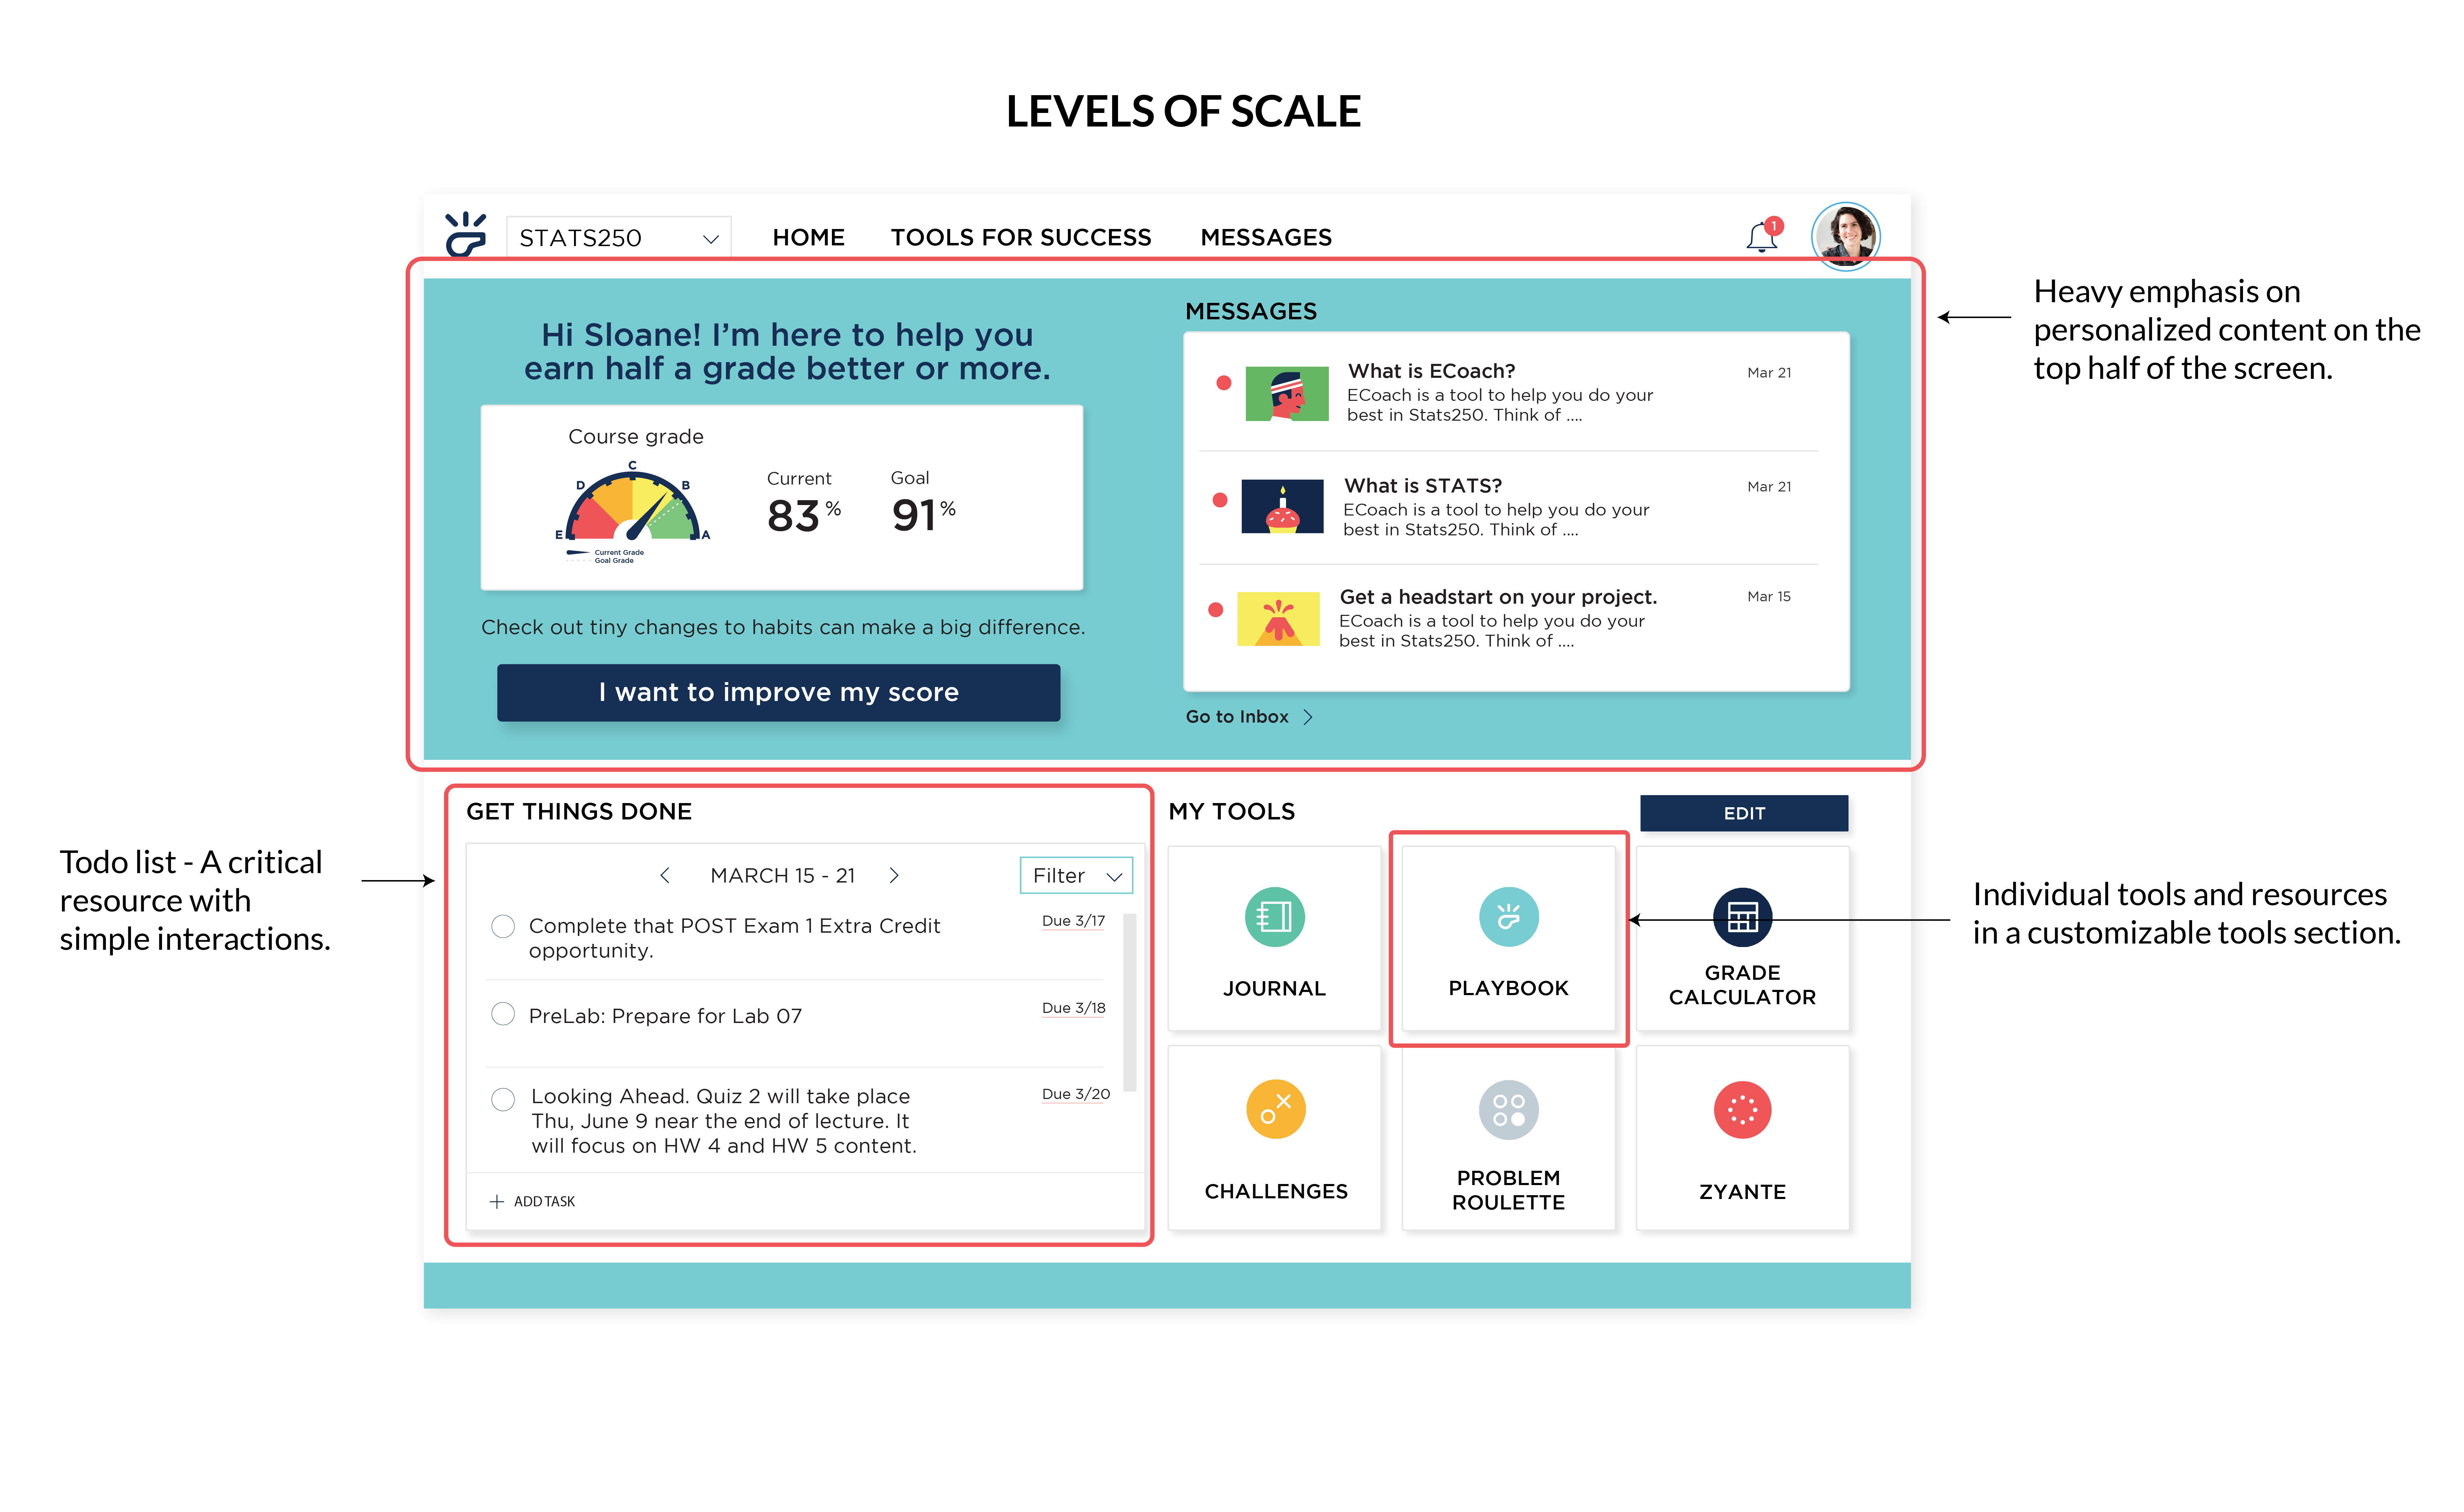 LEVELS OF SCALE
STATS250
HOME
TOOLS FOR SUCCESS
MESSAGES
1
Heavy emphasis on
personalized content on the
top half of the screen.
Hi Sloane! I'm here to help you
earn half a grade better or more.
Course grade
E
D
C
B
A
Current Grade
Goal Grade
Current
83 %
Goal
91 %
Check out tiny changes to habits can make a big difference.
I want to improve my score
MESSAGES
What is ECoach?
Mar 21
ECoach is a tool to help you do your
best in Stats250. Think of ....
What is STATS?
Mar 21
ECoach is a tool to help you do your
best in Stats250. Think of ....
Get a headstart on your project.
Mar 15
ECoach is a tool to help you do your
best in Stats250. Think of ....
Go to Inbox
Todo list - A critical
resource with
simple interactions.
GET THINGS DONE
MARCH 15 - 21
Filter
Complete that POST Exam 1 Extra Credit
opportunity.
Due 3/17
PreLab: Prepare for Lab 07
Due 3/18
Looking Ahead. Quiz 2 will take place
Thu, June 9 near the end of lecture. It
will focus on HW 4 and HW 5 content.
Due 3/20
ADD TASK
MY TOOLS
EDIT
JOURNAL
PLAYBOOK
GRADE
CALCULATOR
CHALLENGES
PROBLEM
ROULETTE
ZYANTE
Individual tools and resources
in a customizable tools section.